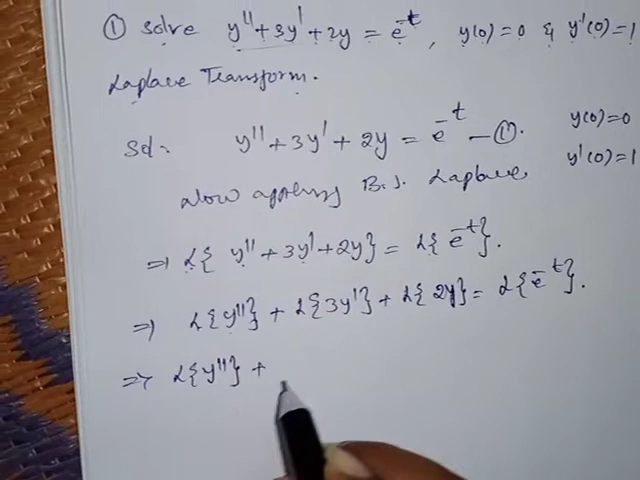 ① Solve y'' + 3y' + 2y = e^-t, y(0)=0 & y'(0)=1
Laplace Transform.
Sol:- y'' + 3y' + 2y = e^-t — ①. y(0)=0
Now applying B.S. Laplace y'(0)=1
⇒ L{ y'' + 3y' + 2y} = L{ e^-t}.
⇒ L{y''} + L{3y'} + L{2y} = L{e^-t}.
⇒ L{y''} +